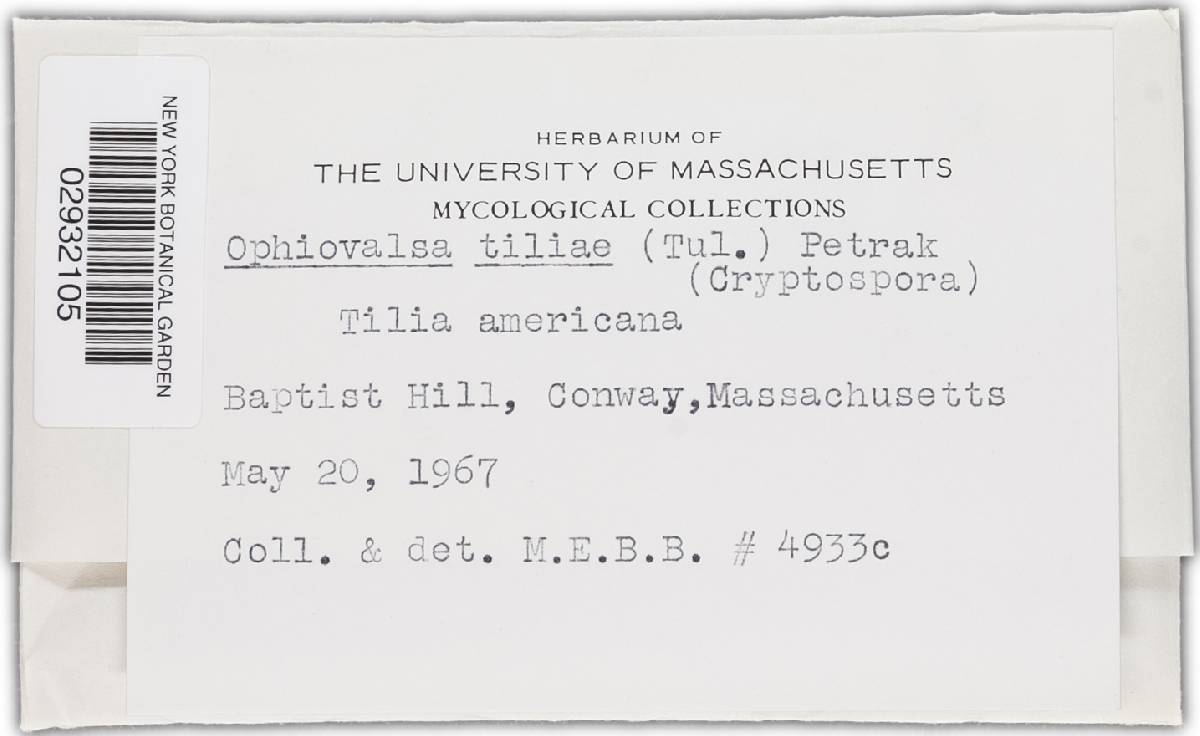 NEW YORK BOTANICAL GARDEN
02932105
HERBARIUM OF
THE UNIVERSITY OF MASSACHUSETTS
MYCOLOGICAL COLLECTIONS
Ophiovalsa tiliae (Tul.) Petrak
(Cryptospora)
Tilia americana
Baptist Hill, Conway,Massachusetts
May 20, 1967
Coll. & det. M.E.B.B. # 4933c